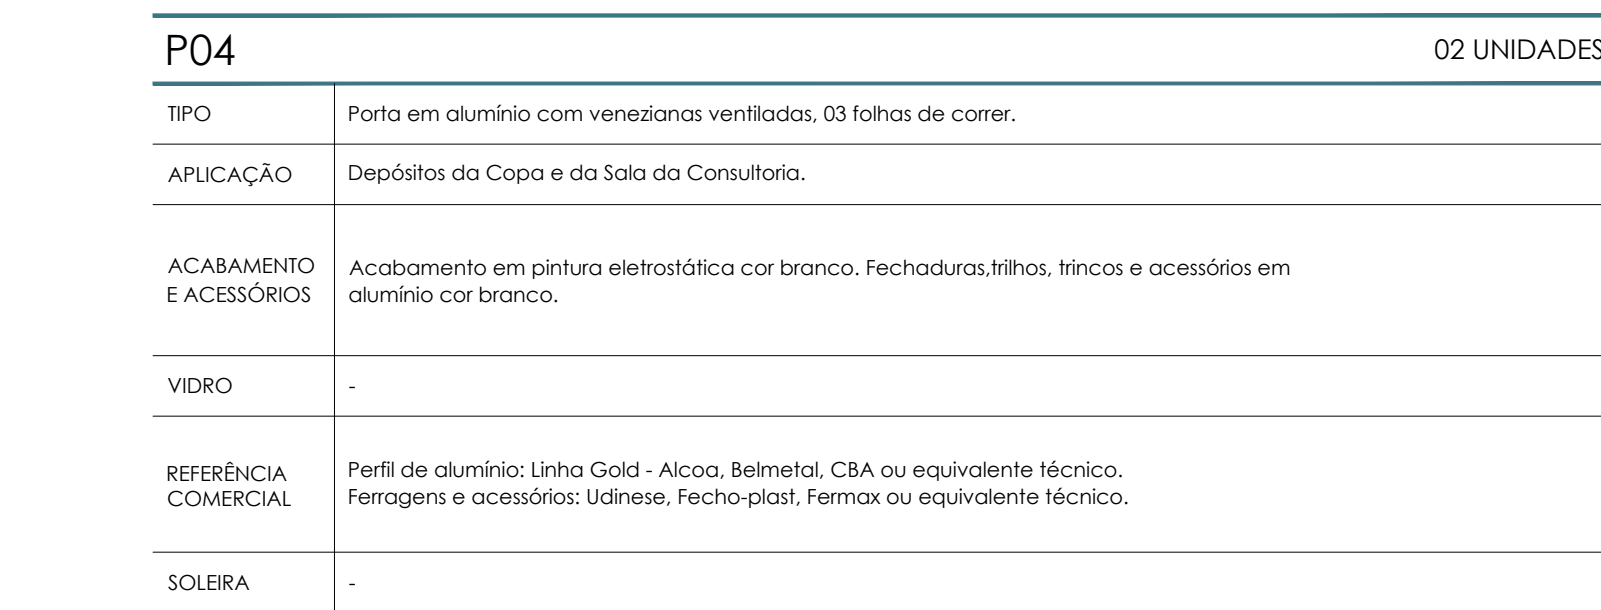 P04
02 UNIDADES
TIPO
Porta em alumínio com venezianas ventiladas, 03 folhas de correr.
APLICAÇÃO
Depósitos da Copa e da Sala da Consultoria.
ACABAMENTO
E ACESSÓRIOS
Acabamento em pintura eletrostática cor branco. Fechaduras,trilhos, trincos e acessórios em
alumínio cor branco.
VIDRO
-
REFERÊNCIA
COMERCIAL
Perfil de alumínio: Linha Gold - Alcoa, Belmetal, CBA ou equivalente técnico.
Ferragens e acessórios: Udinese, Fecho-plast, Fermax ou equivalente técnico.
SOLEIRA
-